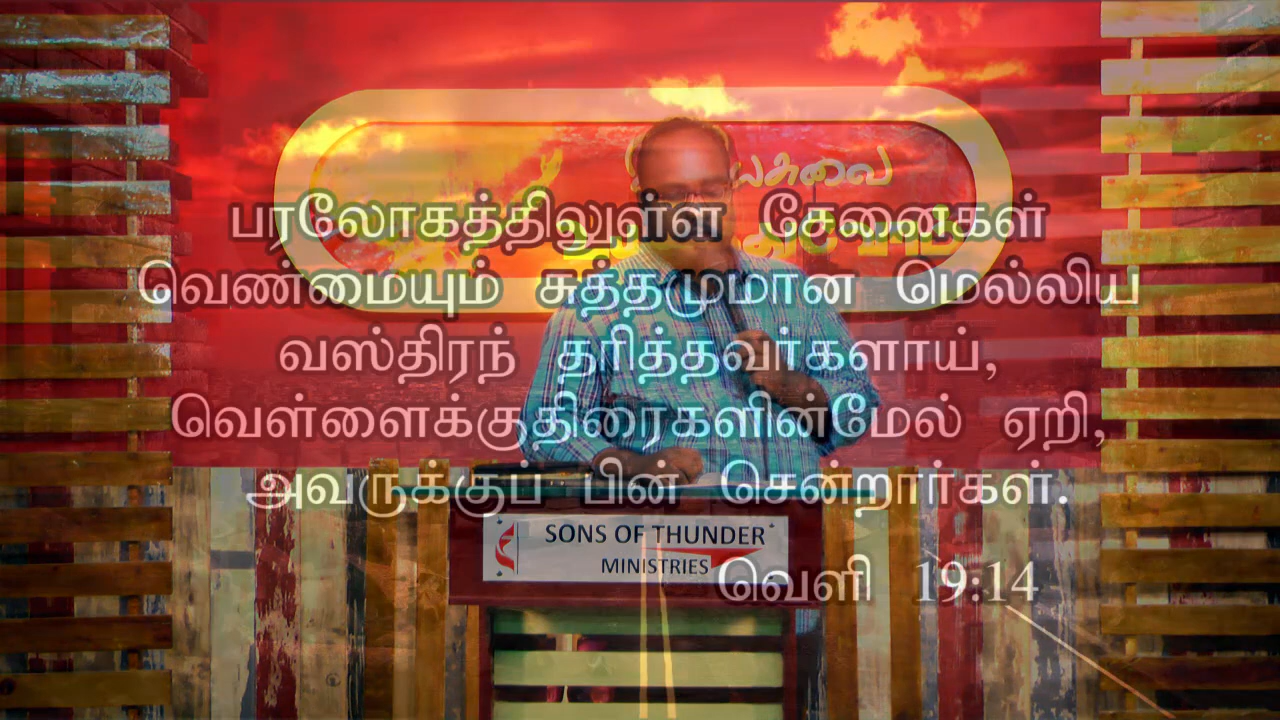 யேசுவை
பரலோகத்திலுள்ள சேனைகள்
வெண்மையும் சுத்தமுமான மெல்லிய
வஸ்திரந் தரித்தவர்களாய்,
வெள்ளைக்குதிரைகளின்மேல் ஏறி,
அவருக்குப் பின் சென்றார்கள்.
SONS OF THUNDER
MINISTRIES
வெளி 19:14